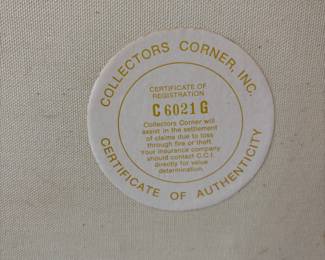 COLLECTORS CORNER, INC.
CERTIFICATE OF
REGISTRATION
C 6021 G
Collectors Corner will
assist in the settlement
of claims due to loss
through fire or theft.
Your insurance company
should contact C.C.I.
directly for value
determination.
CERTIFICATE OF AUTHENTICITY